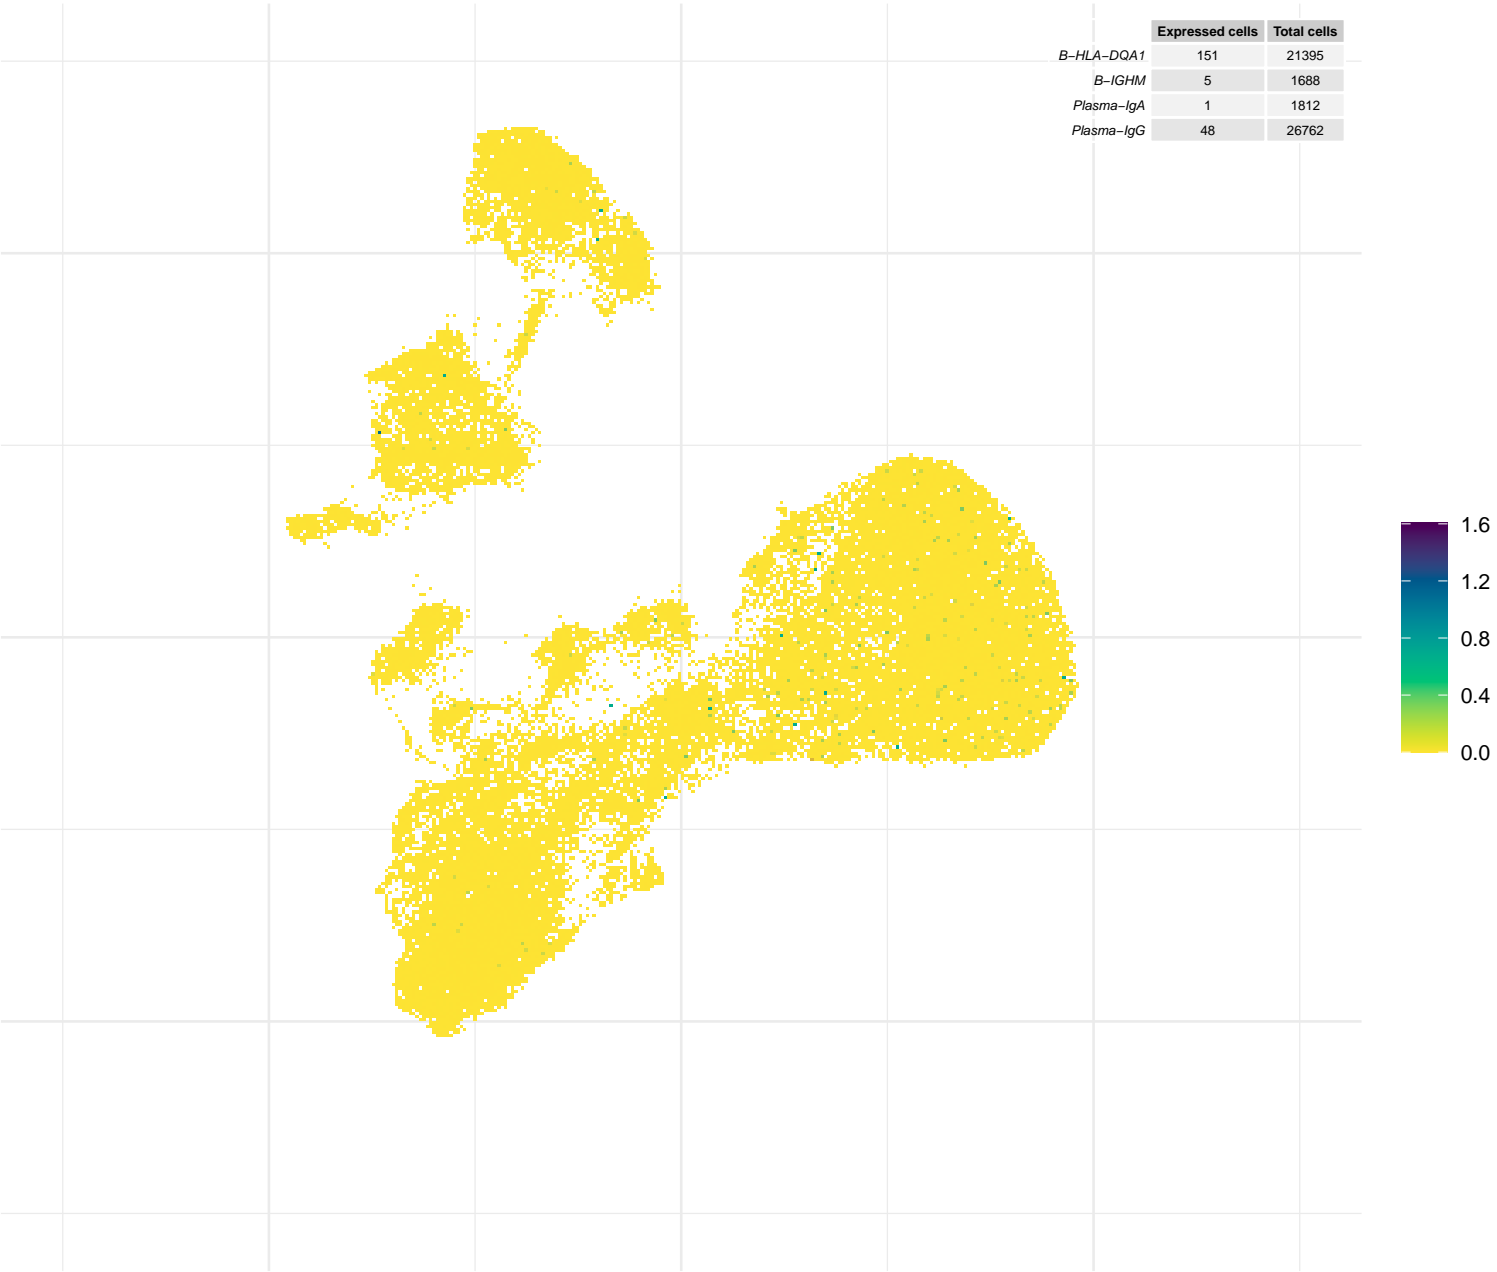 Expressed cells Total cells
B−HLA−DQA1 151 21395
B−IGHM 5 1688
Plasma−IgA 1 1812
Plasma−IgG 48 26762
1.6
1.2
0.8
0.4
0.0